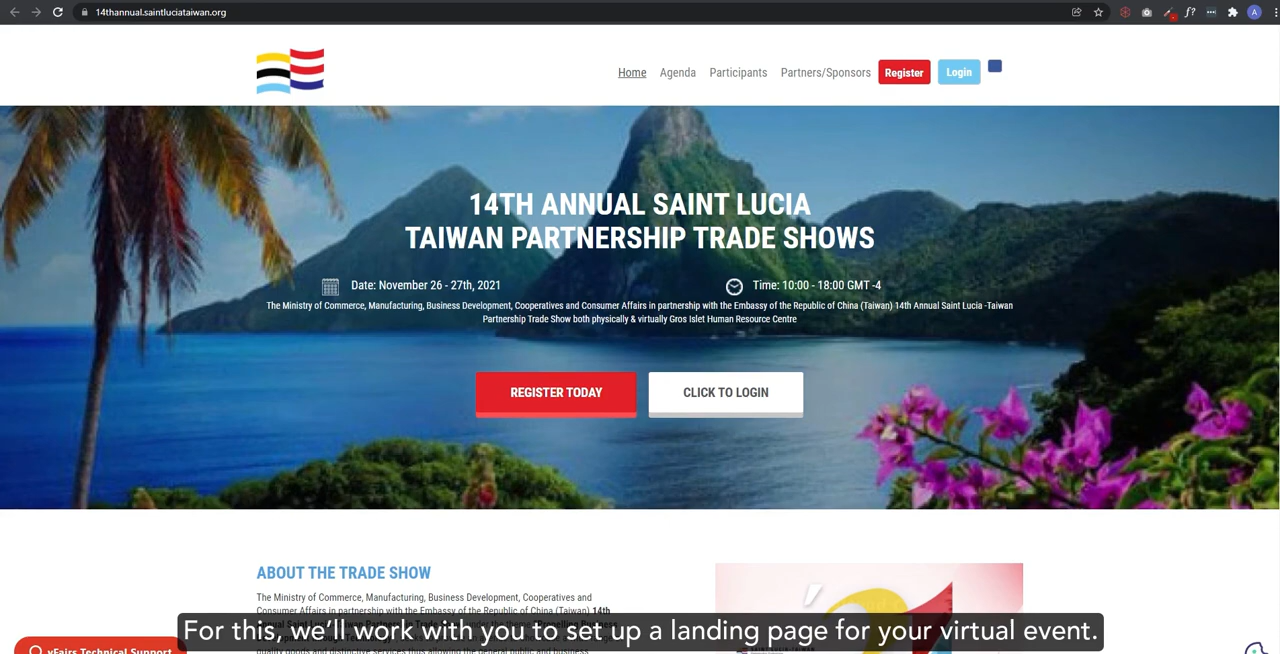 14thannual.saintluciataiwan.org
Home Agenda Participants Partners/Sponsors Register Login
14TH ANNUAL SAINT LUCIA
TAIWAN PARTNERSHIP TRADE SHOWS
Date: November 26 - 27th, 2021
Time: 10:00 - 18:00 GMT -4
The Ministry of Commerce, Manufacturing, Business Development, Cooperatives and Consumer Affairs in partnership with the Embassy of the Republic of China (Taiwan) 14th Annual Saint Lucia -Taiwan
Partnership Trade Show both physically & virtually Gros Islet Human Resource Centre
REGISTER TODAY
CLICK TO LOGIN
ABOUT THE TRADE SHOW
The Ministry of Commerce, Manufacturing, Business Development, Cooperatives and
Consumer Affairs in partnership with the Embassy of the Republic of China (Taiwan) 14th
For this, we'll work with you to set up a landing page for your virtual event.
vFairs Technical Support